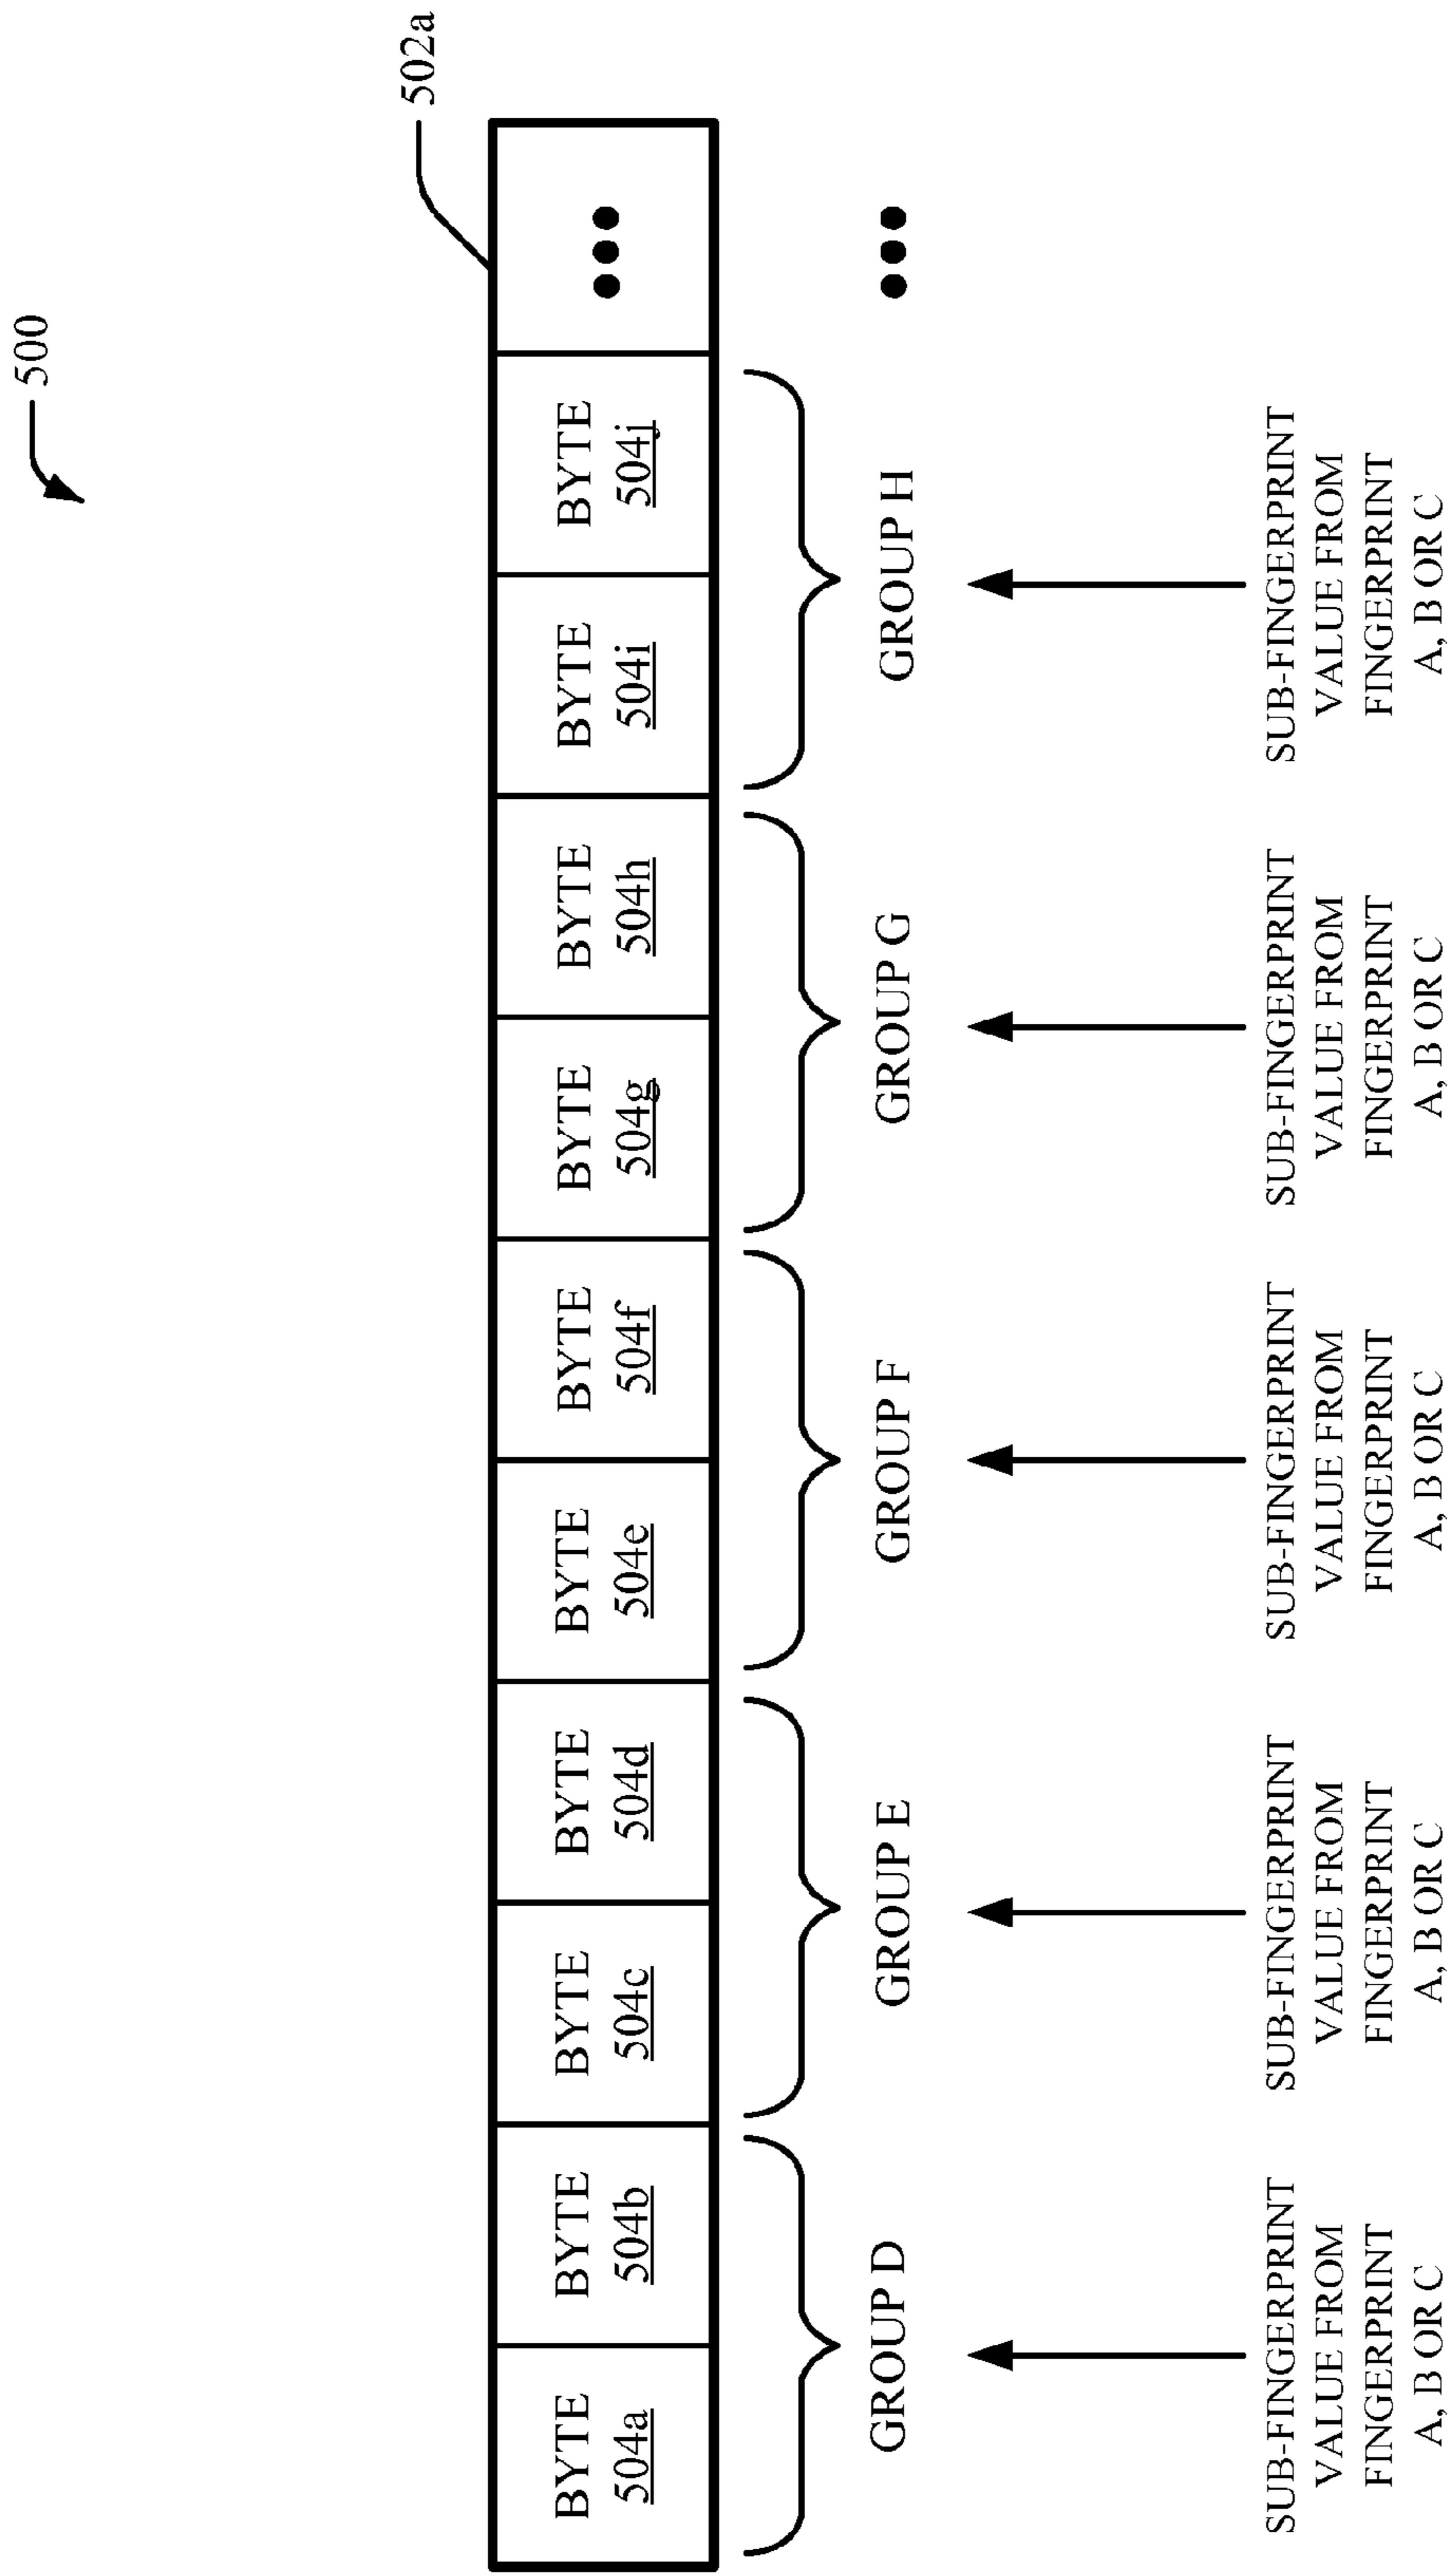 500
502a
BYTE
504a
BYTE
504b
BYTE
504c
BYTE
504d
BYTE
504e
BYTE
504f
BYTE
504g
BYTE
504h
BYTE
504i
BYTE
504j
●●●
GROUP D
GROUP E
GROUP F
GROUP G
GROUP H
●●●
SUB-FINGERPRINT
VALUE FROM
FINGERPRINT
A, B OR C
SUB-FINGERPRINT
VALUE FROM
FINGERPRINT
A, B OR C
SUB-FINGERPRINT
VALUE FROM
FINGERPRINT
A, B OR C
SUB-FINGERPRINT
VALUE FROM
FINGERPRINT
A, B OR C
SUB-FINGERPRINT
VALUE FROM
FINGERPRINT
A, B OR C